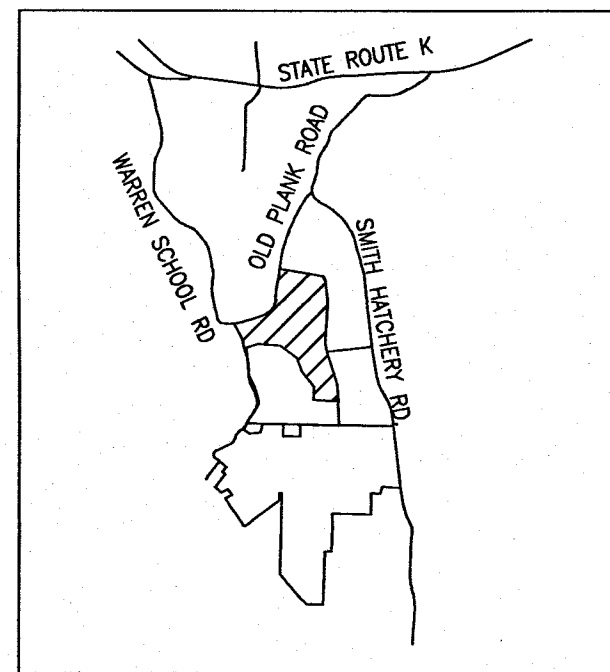 STATE ROUTE K
OLD PLANK ROAD
WARREN SCHOOL RD
SMITH HATCHERY RD.